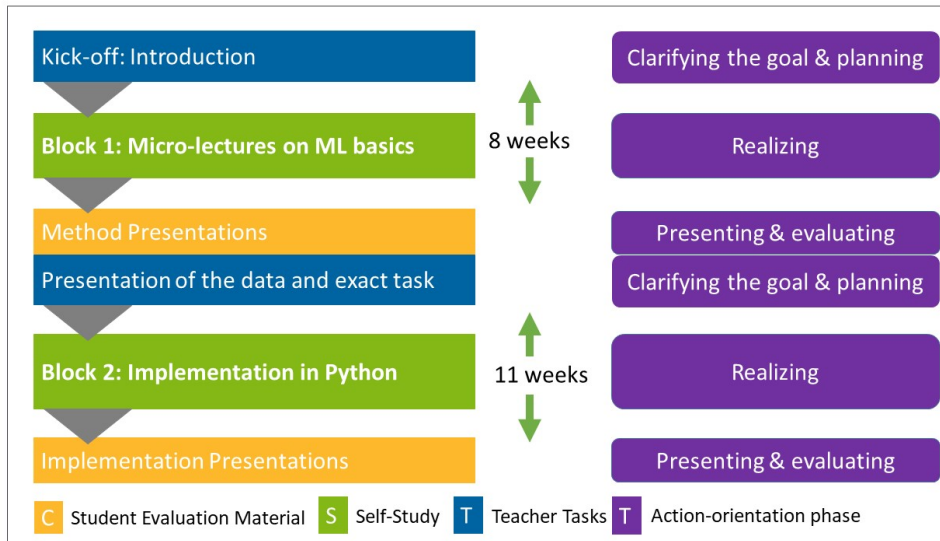 Kick-off: Introduction
Clarifying the goal & planning
Block 1: Micro-lectures on ML basics
8 weeks
Realizing
Method Presentations
Presenting & evaluating
Presentation of the data and exact task
Clarifying the goal & planning
Block 2: Implementation in Python
11 weeks
Realizing
Implementation Presentations
Presenting & evaluating
C Student Evaluation Material S Self-Study T Teacher Tasks T Action-orientation phase